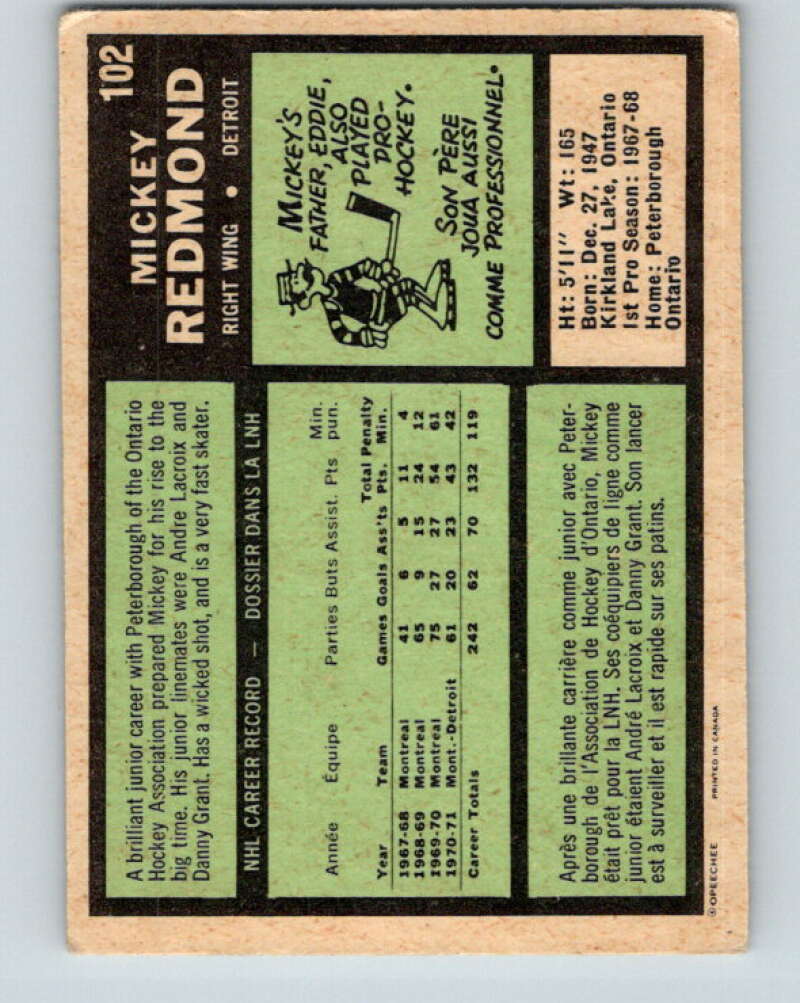 102
MICKEY
REDMOND
RIGHT WING • DETROIT
A brilliant junior career with Peterborough of the Ontario
Hockey Association prepared Mickey for his rise to the
big time. His junior linemates were Andre Lacroix and
Danny Grant. Has a wicked shot, and is a very fast skater.
MICKEY'S
FATHER, EDDIE,
ALSO
PLAYED
PRO-
HOCKEY.
SON PÈRE
JOUA AUSSI
COMME PROFESSIONNEL.
NHL CAREER RECORD — DOSSIER DANS LA LNH
Année Équipe Parties Buts Assist. Pts Min. pun.
Year Team Games Goals Ass'ts Total Pts. Penalty Min.
1967-68 Montreal 41 6 5 11 4
1968-69 Montreal 65 9 15 24 12
1969-70 Montreal 75 27 27 54 61
1970-71 Mont.-Detroit 61 20 23 43 42
Career Totals 242 62 70 132 119
Ht: 5'11" Wt: 165
Born: Dec. 27, 1947
Kirkland Lake, Ontario
1st Pro Season: 1967-68
Home: Peterborough
Ontario
Après une brillante carrière comme junior avec Peter-
borough de l'Association de Hockey d'Ontario, Mickey
était prêt pour la LNH. Ses coéquipiers de ligne comme
junior étaient André Lacroix et Danny Grant. Son lancer
est à surveiller et il est rapide sur ses patins.
©OPEECHEE PRINTED IN CANADA